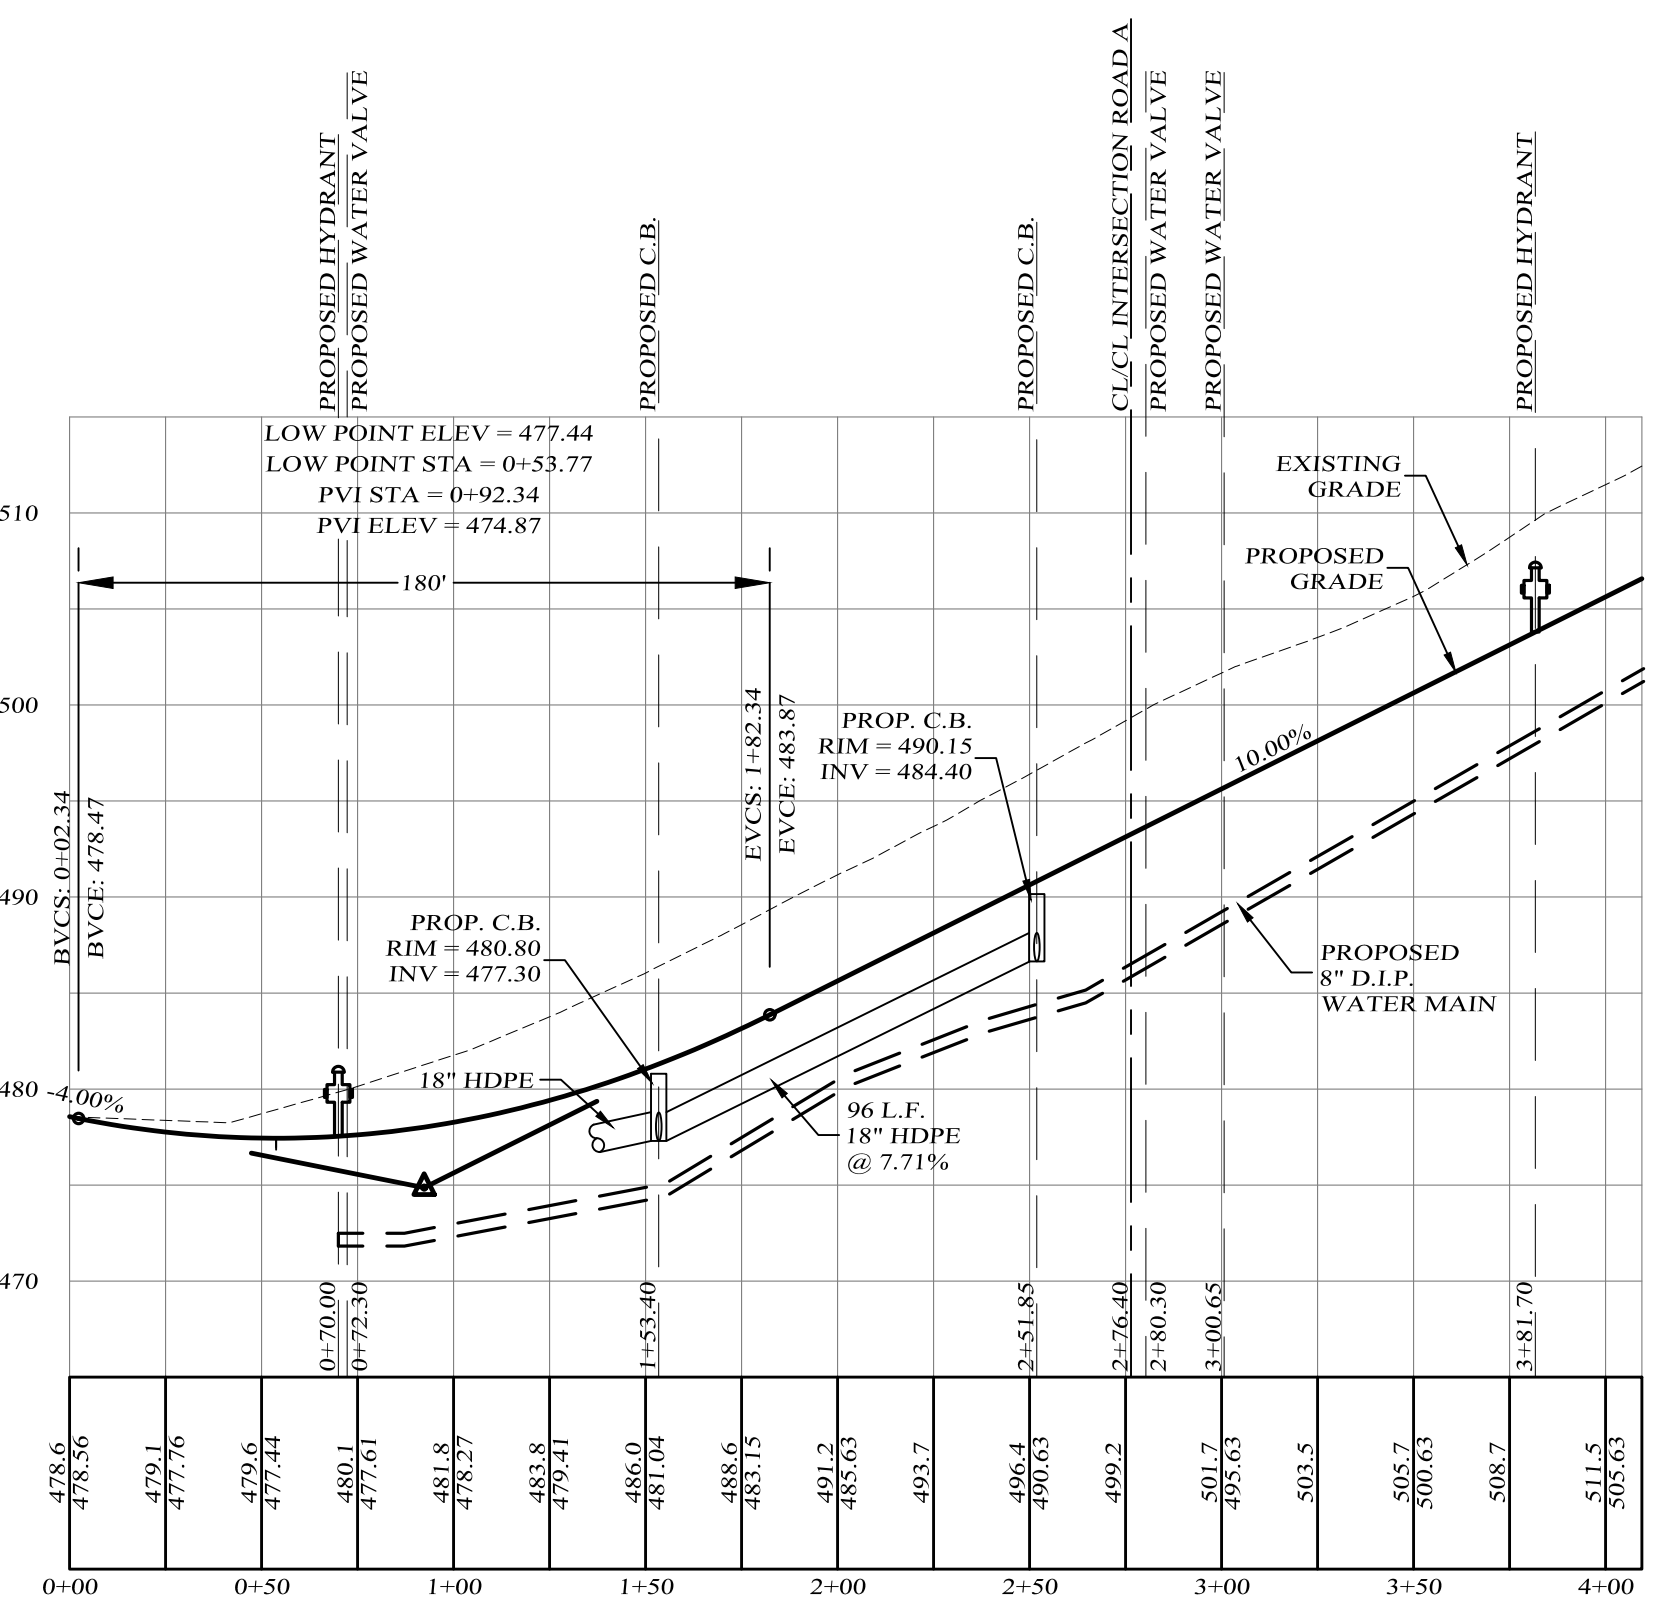 PROPOSED HYDRANT
PROPOSED WATER VALVE
PROPOSED C.B.
PROPOSED C.B.
CL/CL INTERSECTION ROAD A
PROPOSED WATER VALVE
PROPOSED WATER VALVE
PROPOSED HYDRANT
LOW POINT ELEV = 477.44
LOW POINT STA = 0+53.77
PVI STA = 0+92.34
PVI ELEV = 474.87
180'
EXISTING
GRADE
PROPOSED
GRADE
510
500
490
480
470
BVCS: 0+02.34
BVCE: 478.47
EVCS: 1+82.34
EVCE: 483.87
PROP. C.B.
RIM = 490.15
INV = 484.40
10.00%
PROP. C.B.
RIM = 480.80
INV = 477.30
PROPOSED
8" D.I.P.
WATER MAIN
-4.00%
18" HDPE
96 L.F.
18" HDPE
@ 7.71%
0+70.00
0+72.30
1+53.40
2+51.85
2+76.40
2+80.30
3+00.65
3+81.70
478.6
478.56
479.1
477.76
479.6
477.44
480.1
477.61
481.8
478.27
483.8
479.41
486.0
481.04
488.6
483.15
491.2
485.63
493.7
496.4
490.63
499.2
501.7
495.63
503.5
505.7
500.63
508.7
511.5
505.63
0+00
0+50
1+00
1+50
2+00
2+50
3+00
3+50
4+00